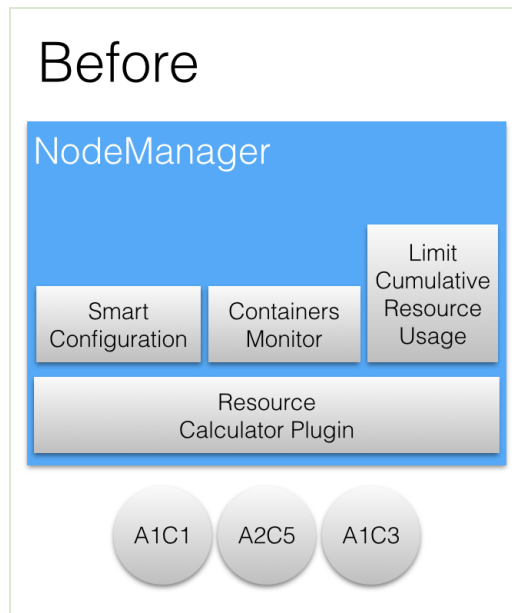 Before
NodeManager
Limit
Cumulative
Resource
Usage
Smart
Configuration
Containers
Monitor
Resource
Calculator Plugin
A1C1
A2C5
A1C3